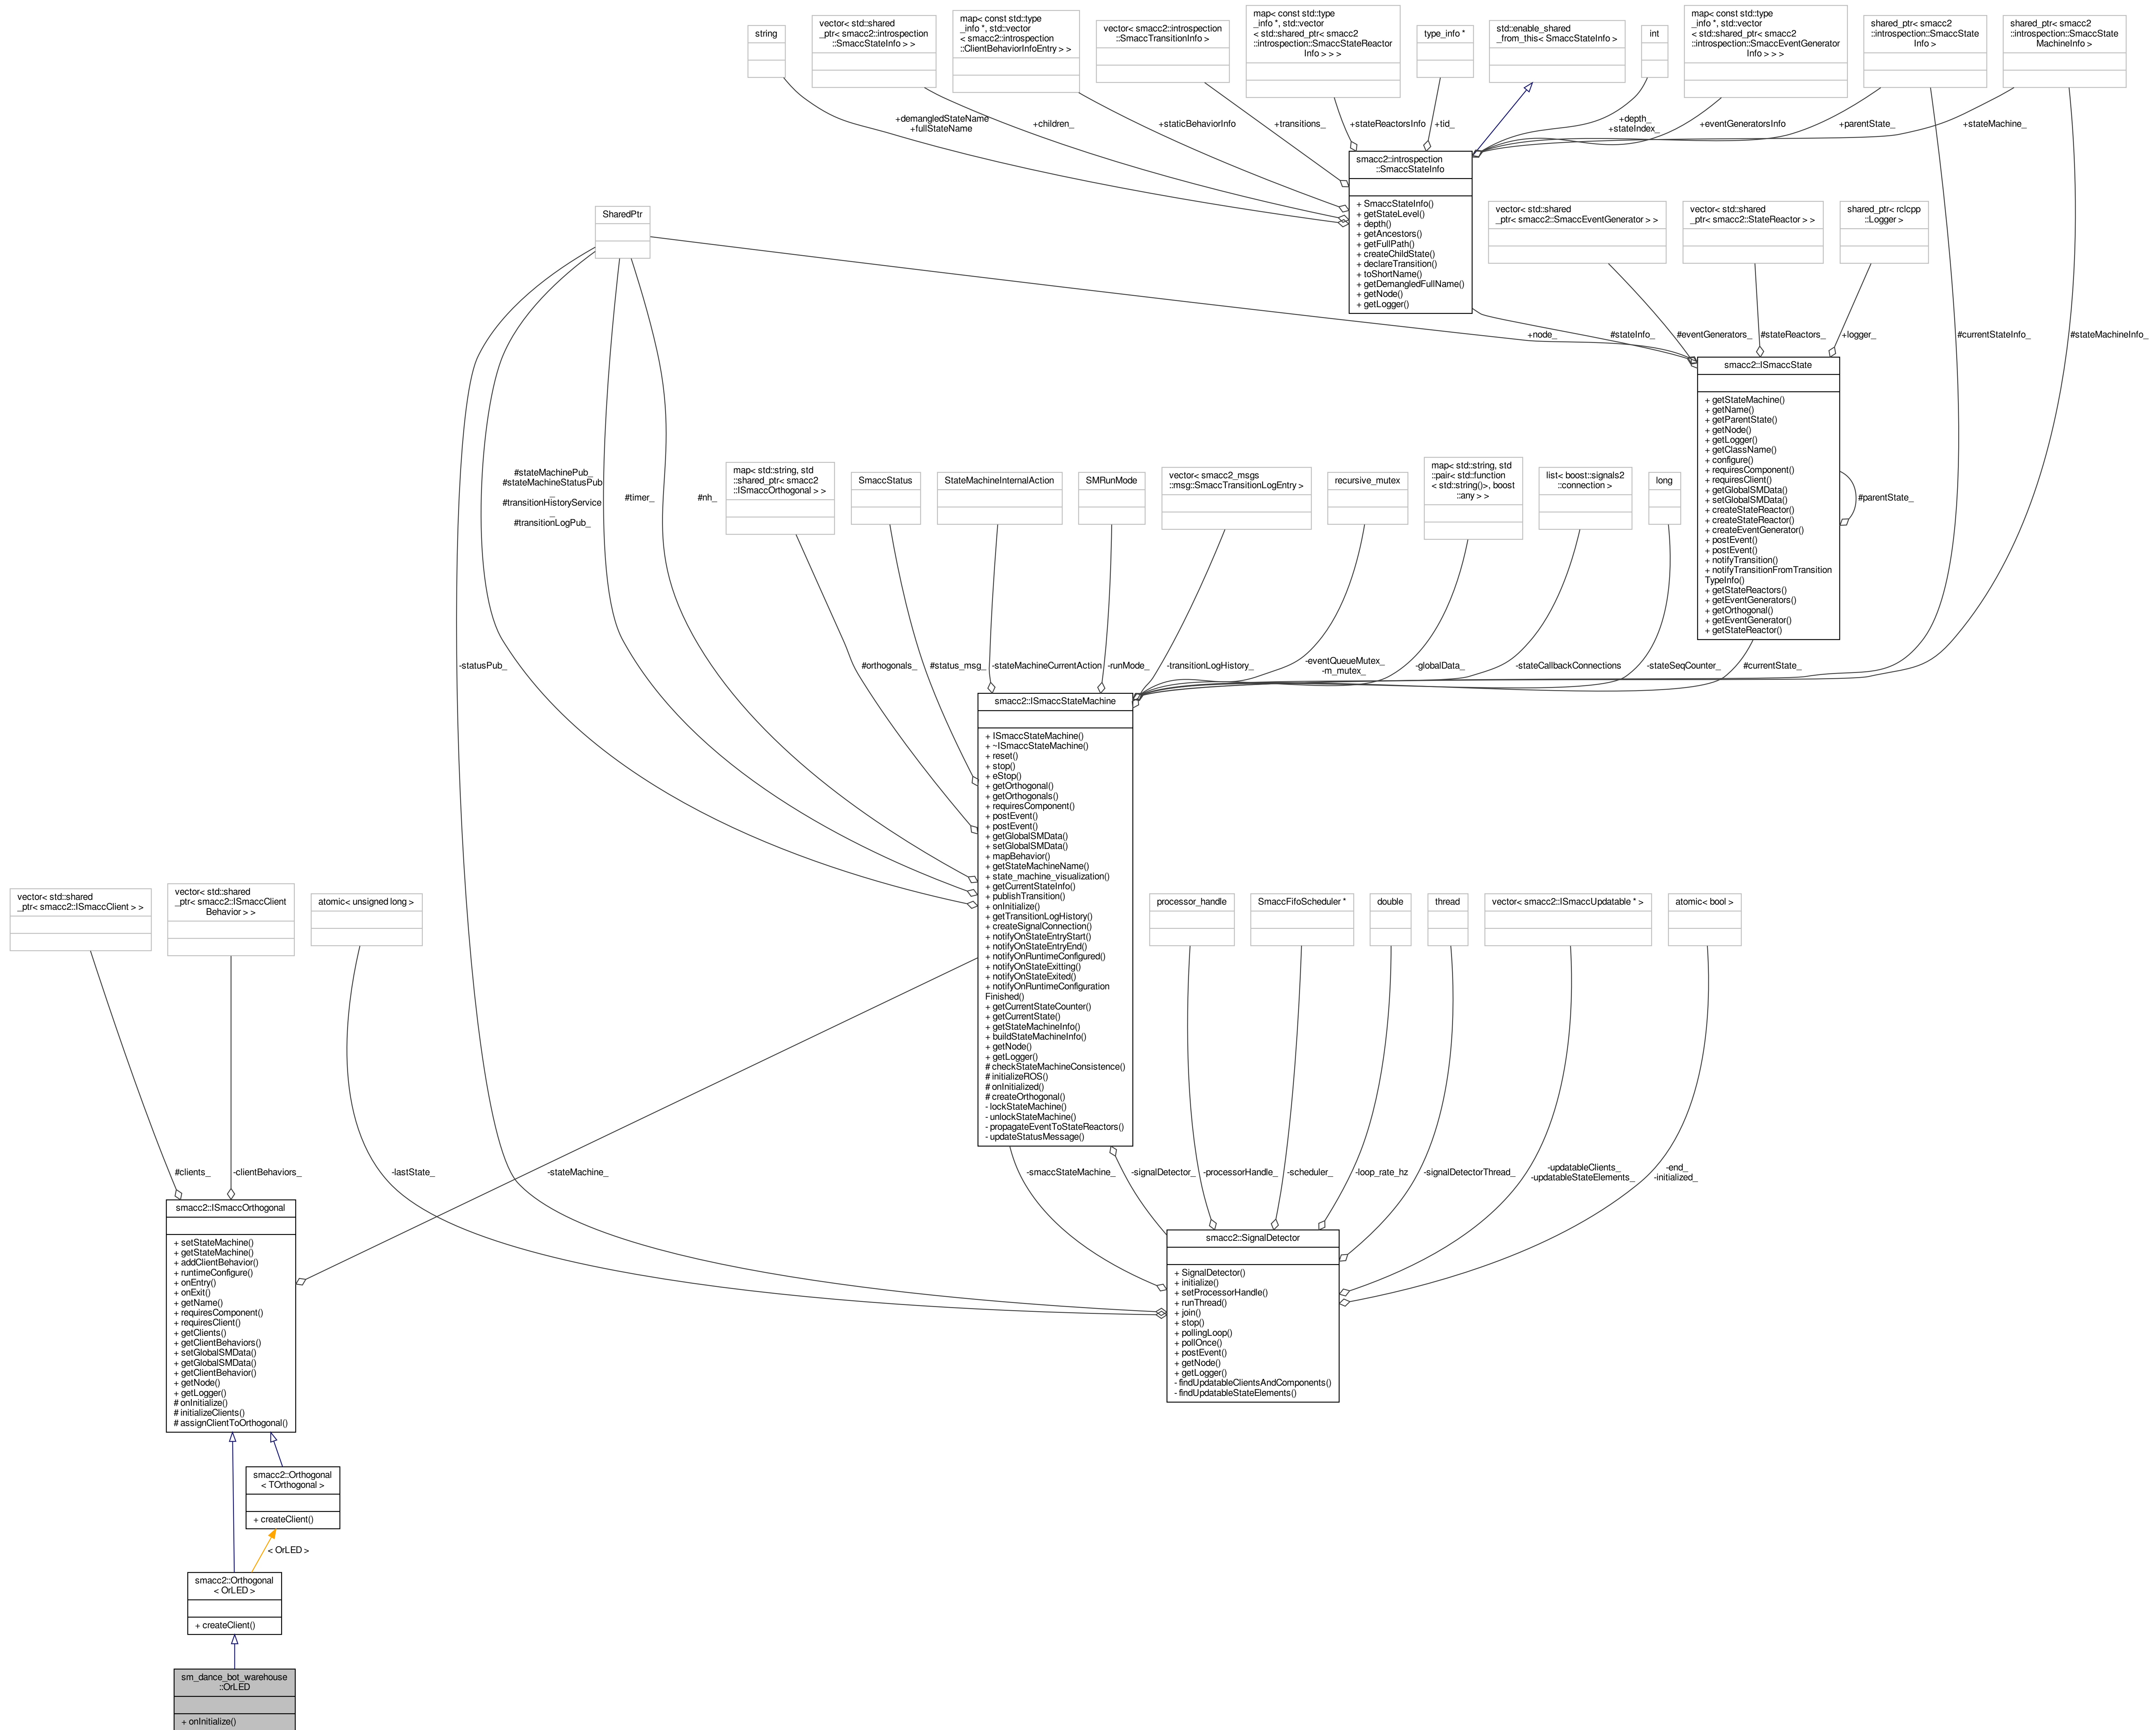 string
vector< std::shared
_ptr< smacc2::introspection
::SmaccStateInfo > >
map< const std::type
_info *, std::vector
< smacc2::introspection
::ClientBehaviorInfoEntry > >
vector< smacc2::introspection
::SmaccTransitionInfo >
map< const std::type
_info *, std::vector
< std::shared_ptr< smacc2
::introspection::SmaccStateReactor
Info > > >
type_info *
std::enable_shared
_from_this< SmaccStateInfo >
int
map< const std::type
_info *, std::vector
< std::shared_ptr< smacc2
::introspection::SmaccEventGenerator
Info > > >
shared_ptr< smacc2
::introspection::SmaccState
Info >
shared_ptr< smacc2
::introspection::SmaccState
MachineInfo >
+demangledStateName
+fullStateName
+children_
+staticBehaviorInfo
+transitions_
+stateReactorsInfo
+tid_
+depth_
+stateIndex_
+eventGeneratorsInfo
+parentState_
+stateMachine_
smacc2::introspection
::SmaccStateInfo
+ SmaccStateInfo()
+ getStateLevel()
+ depth()
+ getAncestors()
+ getFullPath()
+ createChildState()
+ declareTransition()
+ toShortName()
+ getDemangledFullName()
+ getNode()
+ getLogger()
SharedPtr
vector< std::shared
_ptr< smacc2::SmaccEventGenerator > >
vector< std::shared
_ptr< smacc2::StateReactor > >
shared_ptr< rclcpp
::Logger >
+node_
#stateInfo_
#eventGenerators_
#stateReactors_
+logger_
#currentStateInfo_
#stateMachineInfo_
smacc2::ISmaccState
+ getStateMachine()
+ getName()
+ getParentState()
+ getNode()
+ getLogger()
+ getClassName()
+ configure()
+ requiresComponent()
+ requiresClient()
+ getGlobalSMData()
+ setGlobalSMData()
+ createStateReactor()
+ createStateReactor()
+ createEventGenerator()
+ postEvent()
+ postEvent()
+ notifyTransition()
+ notifyTransitionFromTransition
TypeInfo()
+ getStateReactors()
+ getEventGenerators()
+ getOrthogonal()
+ getEventGenerator()
+ getStateReactor()
#parentState_
#stateMachinePub_
#stateMachineStatusPub
_
#transitionHistoryService
_
#transitionLogPub_
#timer_
#nh_
map< std::string, std
::shared_ptr< smacc2
::ISmaccOrthogonal > >
SmaccStatus
StateMachineInternalAction
SMRunMode
vector< smacc2_msgs
::msg::SmaccTransitionLogEntry >
recursive_mutex
map< std::string, std
::pair< std::function
< std::string()>, boost
::any > >
list< boost::signals2
::connection >
long
-statusPub_
#orthogonals_
#status_msg_
-stateMachineCurrentAction
-runMode_
-transitionLogHistory_
-eventQueueMutex_
-m_mutex_
-globalData_
-stateCallbackConnections
-stateSeqCounter_
#currentState_
smacc2::ISmaccStateMachine
+ ISmaccStateMachine()
+ ~ISmaccStateMachine()
+ reset()
+ stop()
+ eStop()
+ getOrthogonal()
+ getOrthogonals()
+ requiresComponent()
+ postEvent()
+ postEvent()
+ getGlobalSMData()
+ setGlobalSMData()
+ mapBehavior()
+ getStateMachineName()
+ state_machine_visualization()
+ getCurrentStateInfo()
+ publishTransition()
+ onInitialize()
+ getTransitionLogHistory()
+ createSignalConnection()
+ notifyOnStateEntryStart()
+ notifyOnStateEntryEnd()
+ notifyOnRuntimeConfigured()
+ notifyOnStateExitting()
+ notifyOnStateExited()
+ notifyOnRuntimeConfiguration
Finished()
+ getCurrentStateCounter()
+ getCurrentState()
+ getStateMachineInfo()
+ buildStateMachineInfo()
+ getNode()
+ getLogger()
# checkStateMachineConsistence()
# initializeROS()
# onInitialized()
# createOrthogonal()
- lockStateMachine()
- unlockStateMachine()
- propagateEventToStateReactors()
- updateStatusMessage()
vector< std::shared
_ptr< smacc2::ISmaccClient > >
vector< std::shared
_ptr< smacc2::ISmaccClient
Behavior > >
atomic< unsigned long >
processor_handle
SmaccFifoScheduler *
double
thread
vector< smacc2::ISmaccUpdatable * >
atomic< bool >
#clients_
-clientBehaviors_
-lastState_
-stateMachine_
-smaccStateMachine_
-signalDetector_
-processorHandle_
-scheduler_
-loop_rate_hz
-signalDetectorThread_
-updatableClients_
-updatableStateElements_
-end_
-initialized_
smacc2::ISmaccOrthogonal
+ setStateMachine()
+ getStateMachine()
+ addClientBehavior()
+ runtimeConfigure()
+ onEntry()
+ onExit()
+ getName()
+ requiresComponent()
+ requiresClient()
+ getClients()
+ getClientBehaviors()
+ setGlobalSMData()
+ getGlobalSMData()
+ getClientBehavior()
+ getNode()
+ getLogger()
# onInitialize()
# initializeClients()
# assignClientToOrthogonal()
smacc2::SignalDetector
+ SignalDetector()
+ initialize()
+ setProcessorHandle()
+ runThread()
+ join()
+ stop()
+ pollingLoop()
+ pollOnce()
+ postEvent()
+ getNode()
+ getLogger()
- findUpdatableClientsAndComponents()
- findUpdatableStateElements()
smacc2::Orthogonal
< TOrthogonal >
+ createClient()
< OrLED >
smacc2::Orthogonal
< OrLED >
+ createClient()
sm_dance_bot_warehouse
::OrLED
+ onInitialize()